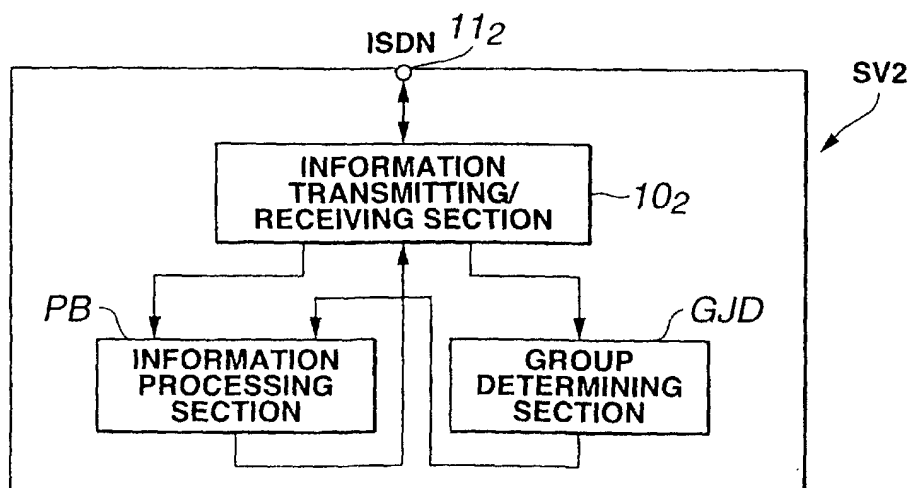 ISDN
11₂
SV2
INFORMATION
TRANSMITTING/
RECEIVING SECTION
10₂
PB
GJD
INFORMATION
PROCESSING
SECTION
GROUP
DETERMINING
SECTION